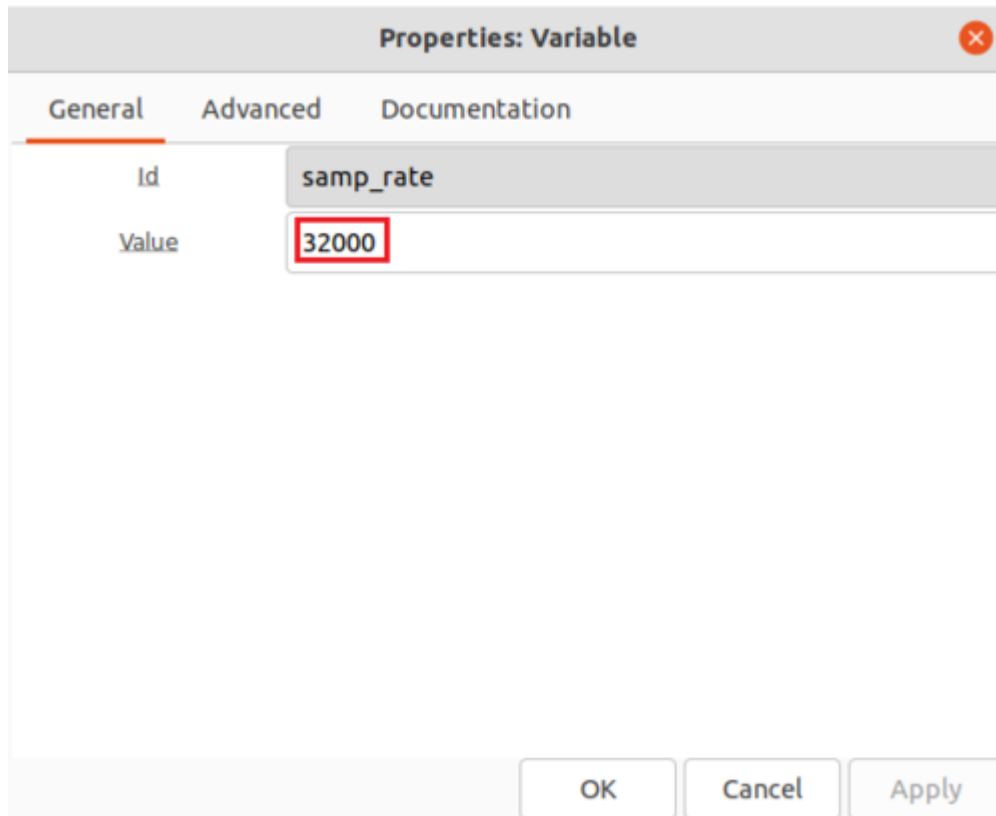 Properties: Variable
General Advanced Documentation
Id samp_rate
Value 32000
OK Cancel Apply